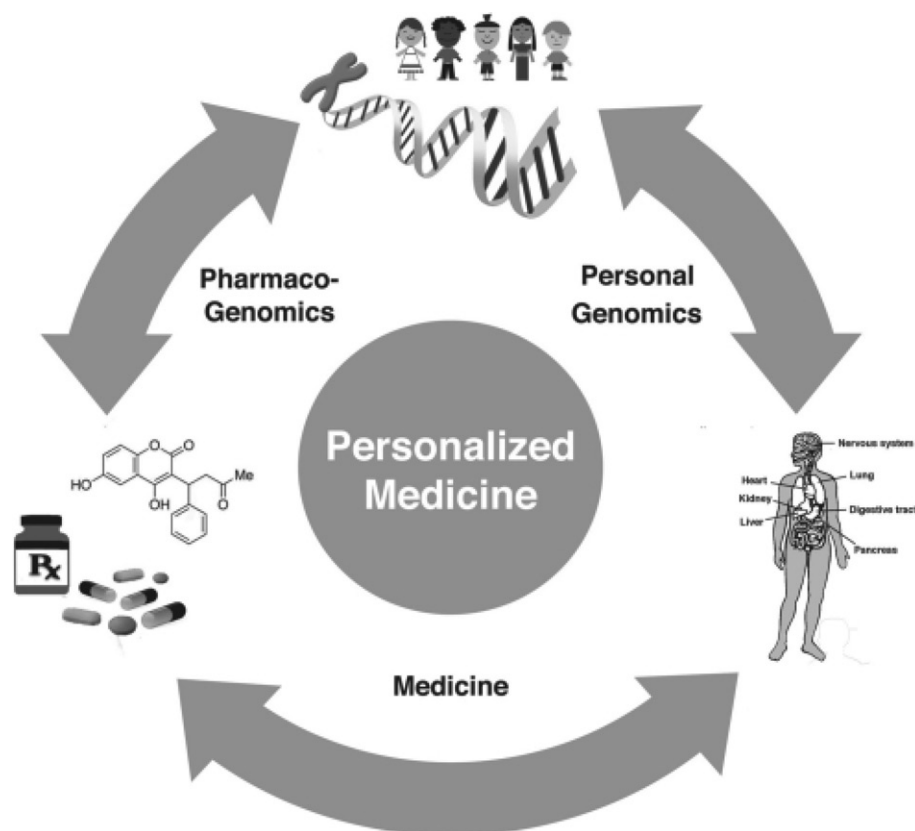 Pharmaco-
Genomics
Personal
Genomics
Personalized
Medicine
O
O
HO
OH
O
Me
Rx
Nervous system
Heart
Lung
Kidney
Digestive tract
Liver
Pancreas
Medicine